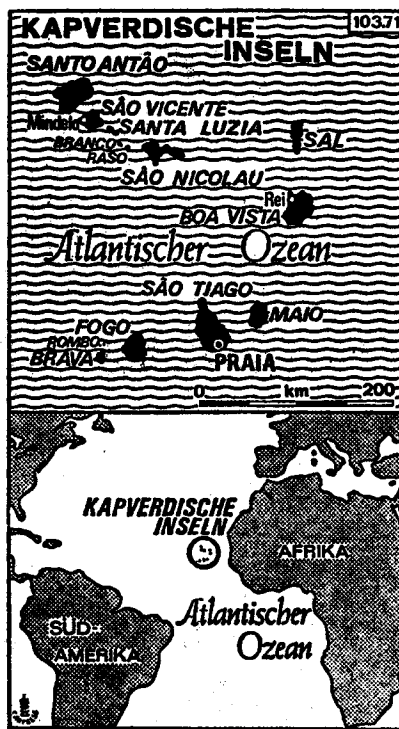 KAPVERDISCHE
INSELN
103.71
SANTO ANTÃO
SÃO VICENTE
Mindelo
SANTA LUZIA
BRANCO
RASO
SAL
SÃO NICOLAU
Rei
BOA VISTA
Atlantischer Ozean
SÃO TIAGO
MAIO
FOGO
ROMBO
BRAVA
PRAIA
0 km 200
KAPVERDISCHE
INSELN
AFRIKA
Atlantischer
Ozean
SÜD-
AMERIKA